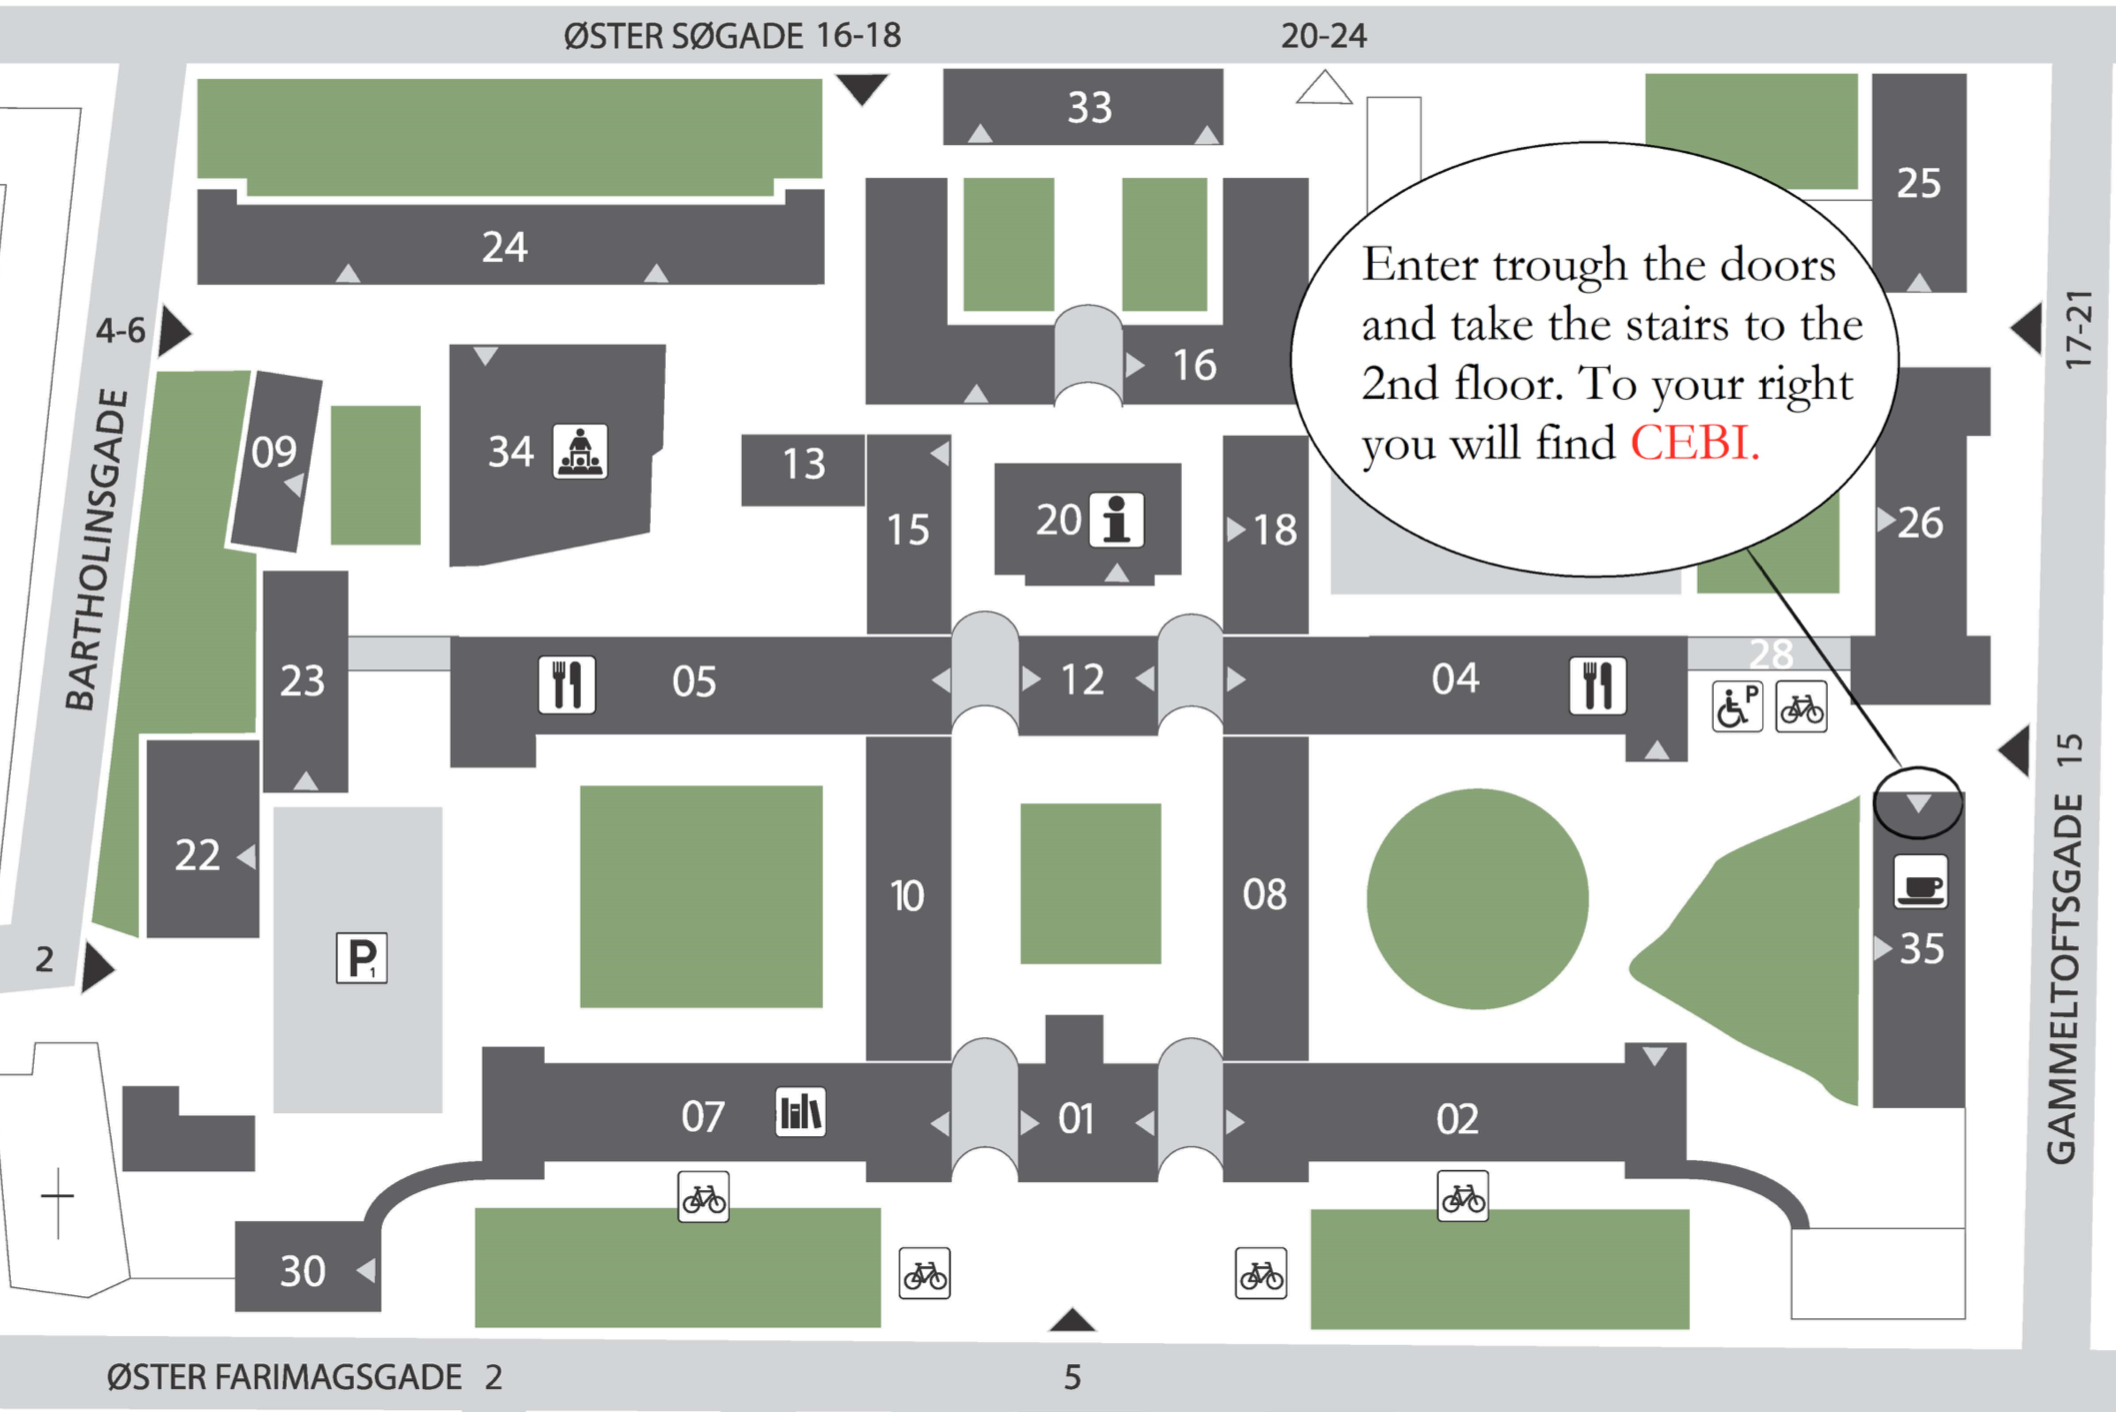 ØSTER SØGADE 16-18
20-24
33
25
24
Enter trough the doors
and take the stairs to the
2nd floor. To your right
you will find CEBI.
4-6
17-21
16
09
34
13
15
20
18
26
BARTHOLINSGADE
23
05
12
04
28
P
GAMMELTOFTSGADE 15
22
10
08
35
2
P1
07
01
02
30
ØSTER FARIMAGSGADE 2
5